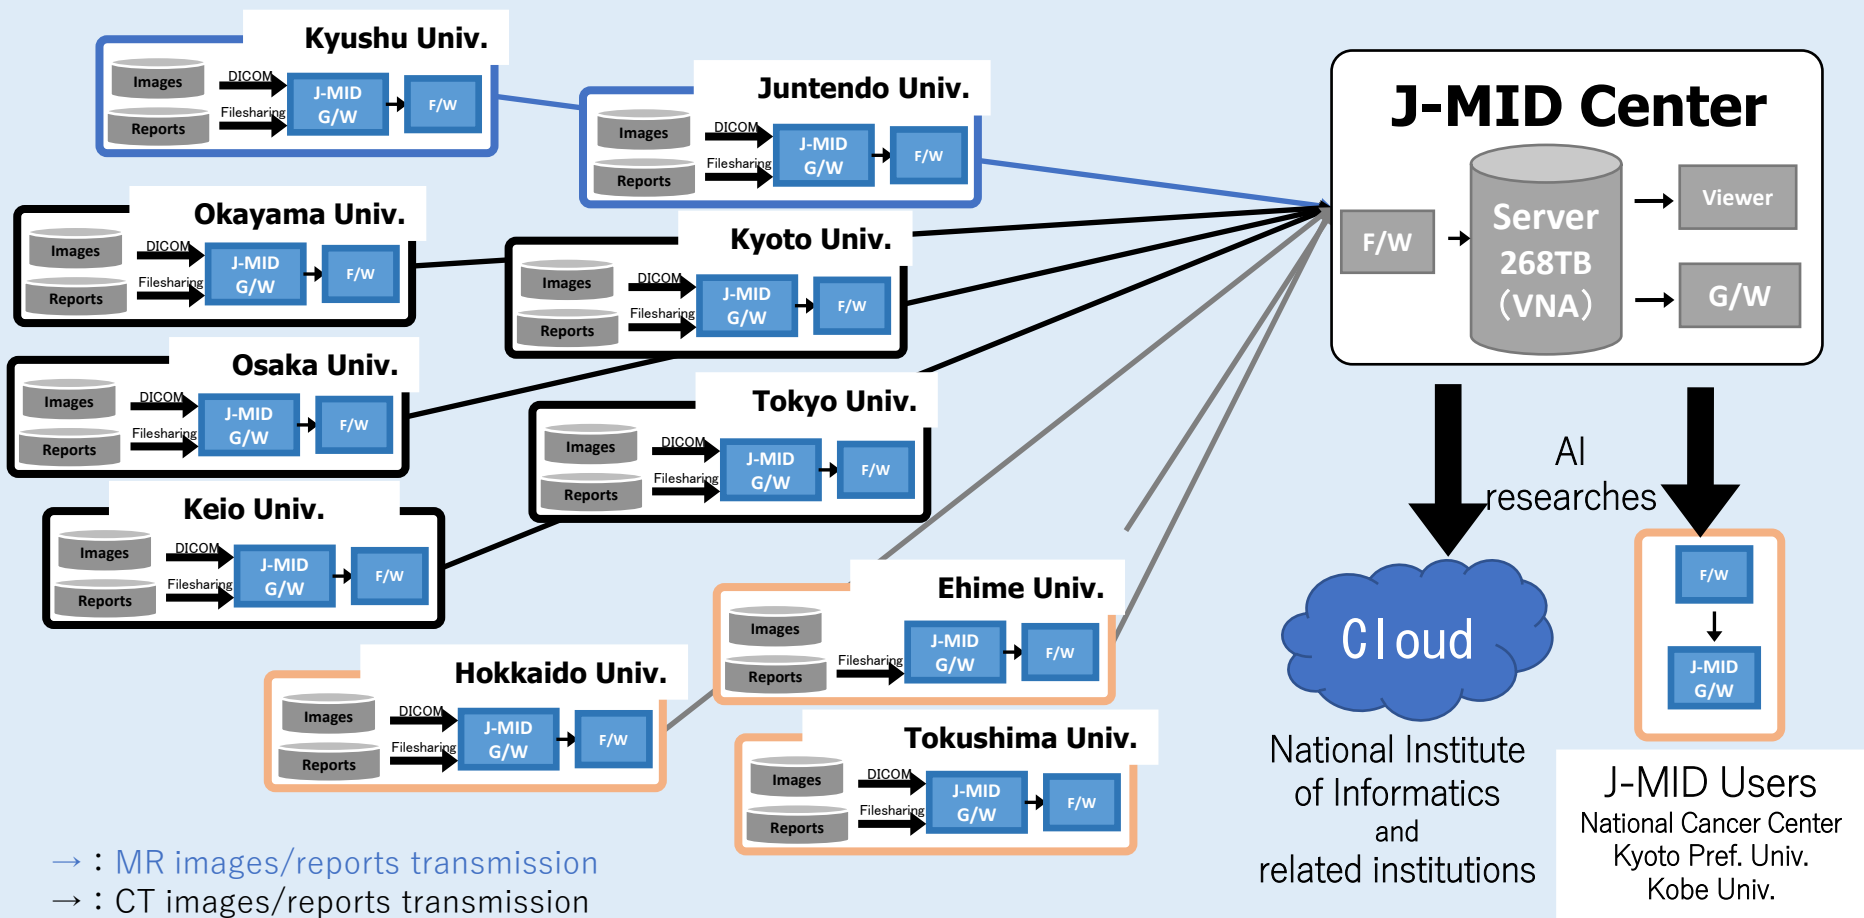 Kyushu Univ.
Images
DICOM
Filesharing
Reports
J-MID
G/W
F/W
Juntendo Univ.
Images
DICOM
Filesharing
Reports
J-MID
G/W
F/W
Okayama Univ.
Images
DICOM
Filesharing
Reports
J-MID
G/W
F/W
Kyoto Univ.
Images
DICOM
Filesharing
Reports
J-MID
G/W
F/W
Osaka Univ.
Images
DICOM
Filesharing
Reports
J-MID
G/W
F/W
Tokyo Univ.
Images
DICOM
Filesharing
Reports
J-MID
G/W
F/W
Keio Univ.
Images
DICOM
Filesharing
Reports
J-MID
G/W
F/W
Ehime Univ.
Images
Filesharing
Reports
J-MID
G/W
F/W
Hokkaido Univ.
Images
DICOM
Filesharing
Reports
J-MID
G/W
F/W
Tokushima Univ.
Images
DICOM
Filesharing
Reports
J-MID
G/W
F/W
J-MID Center
F/W
Server
268TB
（VNA）
Viewer
G/W
AI
researches
Cloud
National Institute
of Informatics
and
related institutions
F/W
J-MID
G/W
J-MID Users
National Cancer Center
Kyoto Pref. Univ.
Kobe Univ.
→：MR images/reports transmission
→：CT images/reports transmission